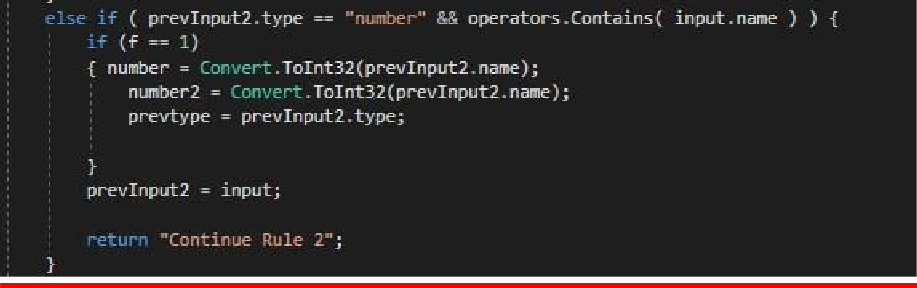 else if ( prevInput2.type == "number" && operators.Contains( input.name ) ) {
if (f == 1)
{ number = Convert.ToInt32(prevInput2.name);
number2 = Convert.ToInt32(prevInput2.name);
prevtype = prevInput2.type;
}
prevInput2 = input;
return "Continue Rule 2";
}